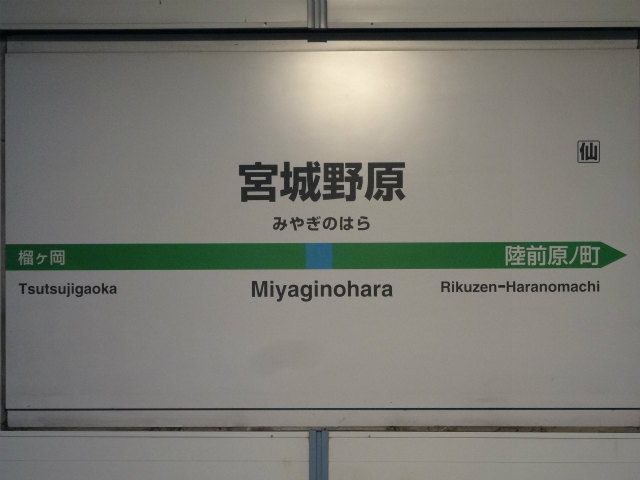 仙
宮城野原
みやぎのはら
榴ヶ岡 陸前原ノ町
Tsutsujigaoka Miyaginohara Rikuzen-Haranomachi